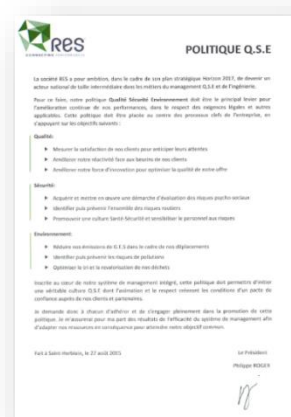 RES
CONSULTING ENGINEERING
POLITIQUE Q.S.E
La société RES a pour ambition, dans le cadre de son plan stratégique Horizon 2017, de devenir un
acteur national de taille intermédiaire dans les métiers du management Q.S.E et de l'ingénierie.
Pour ce faire, notre politique Qualité Sécurité Environnement doit être le principal levier pour
l'amélioration continue de nos performances, dans le respect des exigences légales et autres
applicables. Cette politique doit être placée au centre des processus clefs de l'entreprise, en
s'appuyant sur les objectifs suivants :
Qualité:
Mesurer la satisfaction de nos clients pour anticiper leurs attentes
Améliorer notre réactivité face aux besoins de nos clients
Améliorer notre force d'innovation pour optimiser la qualité de notre offre
Sécurité:
Acquérir et mettre en œuvre une démarche d'évaluation des risques psycho sociaux
Identifier puis prévenir l'ensemble des risques routiers
Promouvoir une culture Santé Sécurité et sensibiliser le personnel aux risques
Environnement:
Réduire nos émissions de G.E.S dans le cadre de nos déplacements
Identifier puis prévenir les risques de pollutions
Optimiser le tri et la revalorisation de nos déchets
Inscrite au cœur de notre système de management intégré, cette politique doit permettre d'initier
une véritable culture Q.S.E dont l'animation et le respect créeront les conditions d'un pacte de
confiance auprès de nos clients et partenaires.
Je demande donc à chacun d'adhérer et de s'engager pleinement dans la promotion de cette
politique. Je m'assurerai pour ma part des résultats de l'efficacité du système de management afin
d'adapter nos ressources en conséquence pour atteindre notre objectif commun.
Fait à Saint-Herblain, le 27 août 2015
Le Président
Philippe